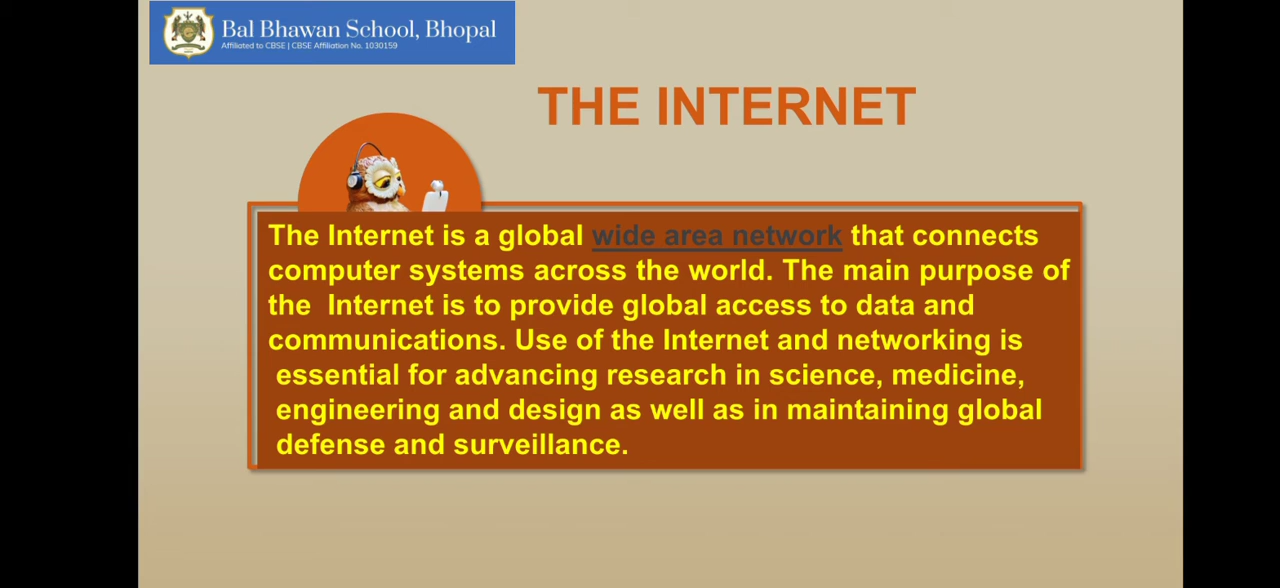 Bal Bhawan School, Bhopal
Affiliated to CBSE | CBSE Affiliation No. 1030159
THE INTERNET
The Internet is a global wide area network that connects
computer systems across the world. The main purpose of
the Internet is to provide global access to data and
communications. Use of the Internet and networking is
essential for advancing research in science, medicine,
engineering and design as well as in maintaining global
defense and surveillance.